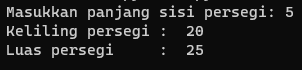 Masukkan panjang sisi persegi: 5
Keliling persegi :  20
Luas persegi     :  25